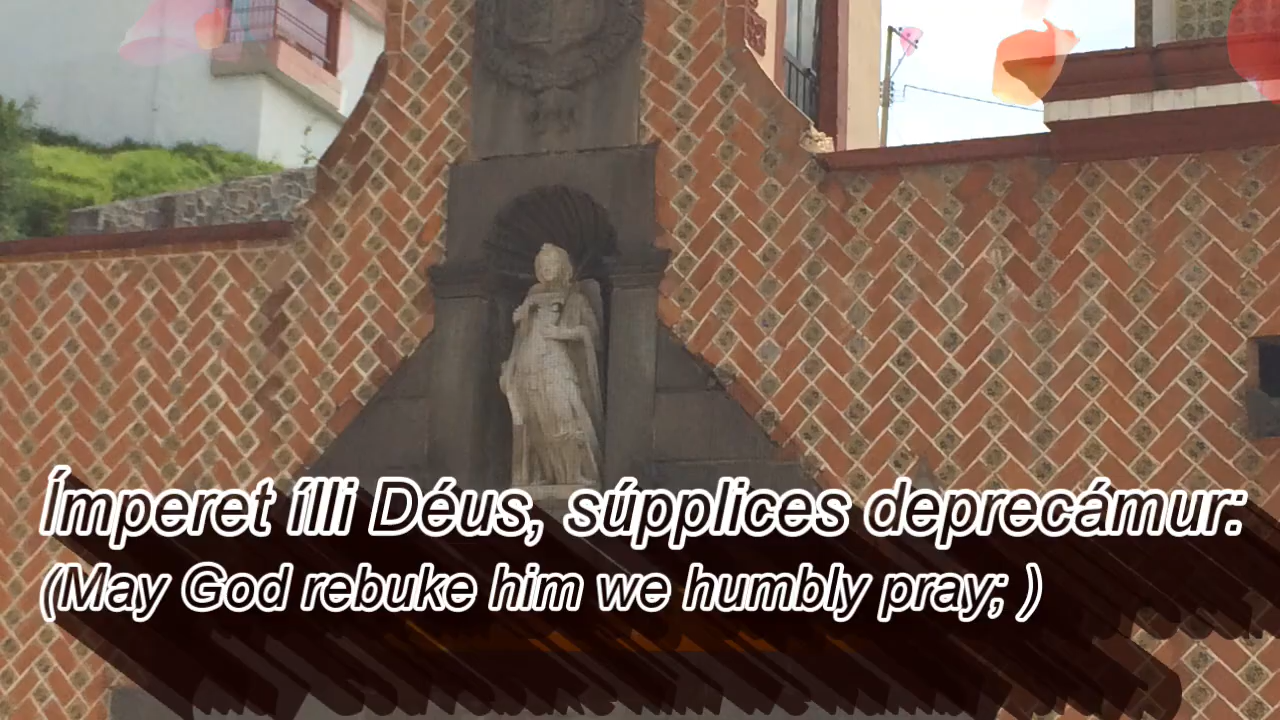 Ímperet ílli Déus, súpplices deprecámur:
(May God rebuke him we humbly pray; )